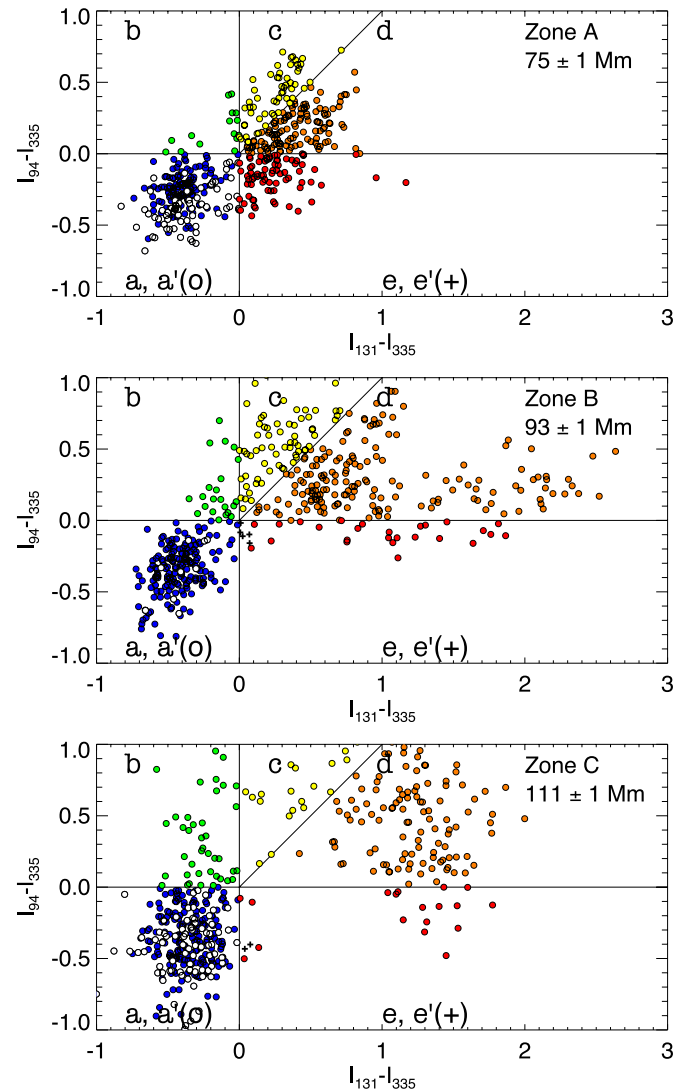 b c d Zone A
75 ± 1 Mm
1.0
0.5
0.0
-0.5
-1.0
I94-I335
a, a'(o) e, e'(+)
-1 0 1 2 3
I131-I335
b c d Zone B
93 ± 1 Mm
1.0
0.5
0.0
-0.5
-1.0
I94-I335
a, a'(o) e, e'(+)
-1 0 1 2 3
I131-I335
b c d Zone C
111 ± 1 Mm
1.0
0.5
0.0
-0.5
-1.0
I94-I335
a, a'(o) e, e'(+)
-1 0 1 2 3
I131-I335